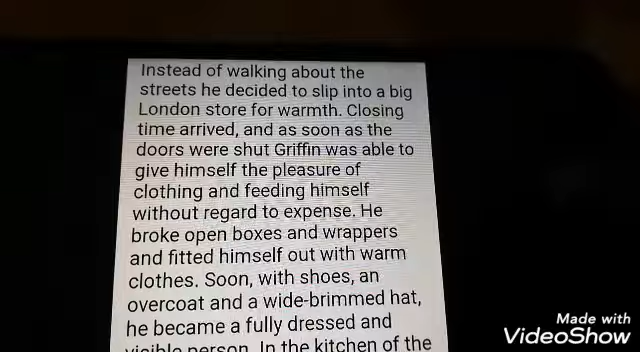 Instead of walking about the
streets he decided to slip into a big
London store for warmth. Closing
time arrived, and as soon as the
doors were shut Griffin was able to
give himself the pleasure of
clothing and feeding himself
without regard to expense. He
broke open boxes and wrappers
and fitted himself out with warm
clothes. Soon, with shoes, an
overcoat and a wide-brimmed hat,
he became a fully dressed and
visible person. In the kitchen of the
Made with
VideoShow